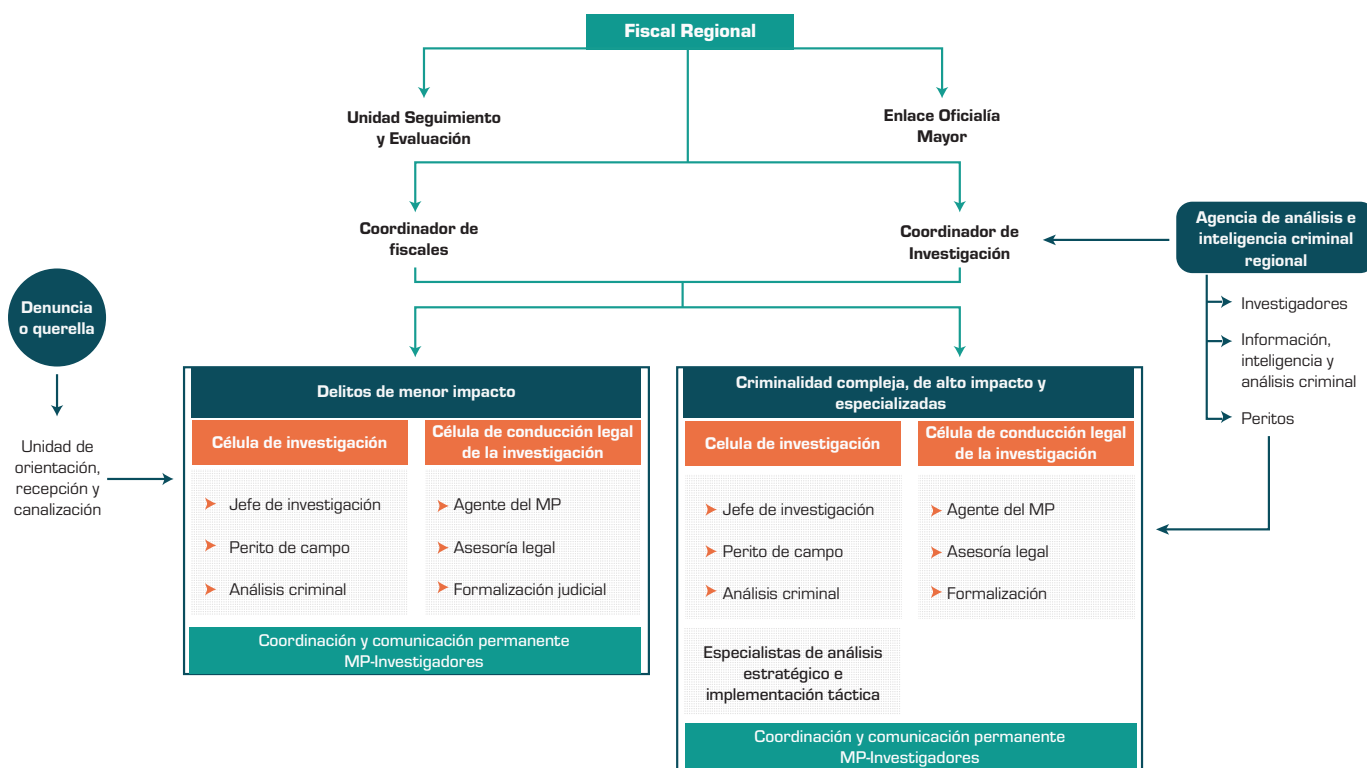 Fiscal Regional
Unidad Seguimiento
y Evaluación
Enlace Oficialía
Mayor
Coordinador de
fiscales
Coordinador de
Investigación
Agencia de análisis e
inteligencia criminal
regional
Investigadores
Información,
inteligencia y
análisis criminal
Peritos
Denuncia
o querella
Unidad de
orientación,
recepción y
canalización
Delitos de menor impacto
Célula de investigación
Célula de conducción legal
de la investigación
Jefe de investigación
Perito de campo
Análisis criminal
Agente del MP
Asesoría legal
Formalización judicial
Coordinación y comunicación permanente
MP-Investigadores
Criminalidad compleja, de alto impacto y
especializadas
Celula de investigación
Célula de conducción legal
de la investigación
Jefe de investigación
Perito de campo
Análisis criminal
Agente del MP
Asesoría legal
Formalización
Especialistas de análisis
estratégico e
implementación táctica
Coordinación y comunicación permanente
MP-Investigadores